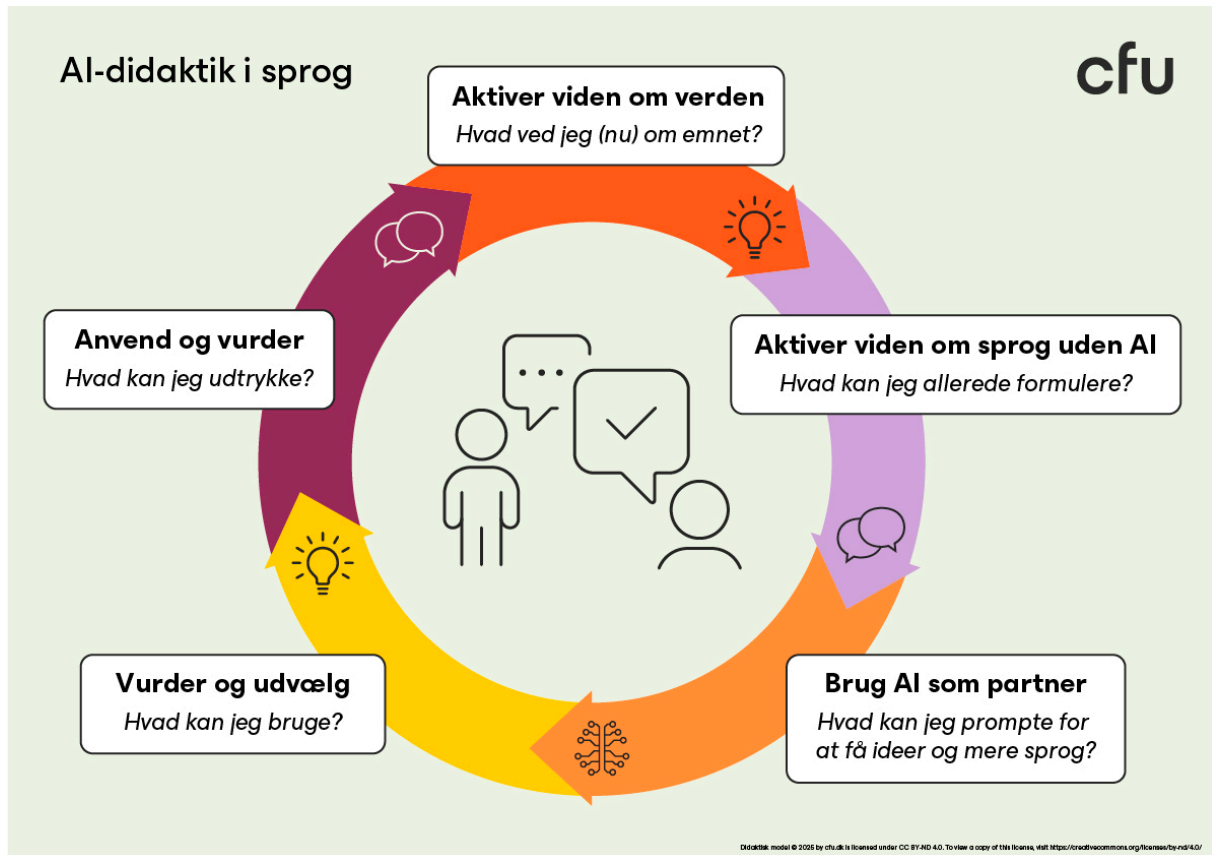 AI-didaktik i sprog
cfu
Aktiver viden om verden
Hvad ved jeg (nu) om emnet?
Aktiver viden om sprog uden AI
Hvad kan jeg allerede formulere?
Brug AI som partner
Hvad kan jeg prompte for
at få ideer og mere sprog?
Vurder og udvælg
Hvad kan jeg bruge?
Anvend og vurder
Hvad kan jeg udtrykke?
Didaktisk model © 2025 by cfu.dk is licensed under CC BY-ND 4.0. To view a copy of this license, visit https://creativecommons.org/licenses/by-nd/4.0/